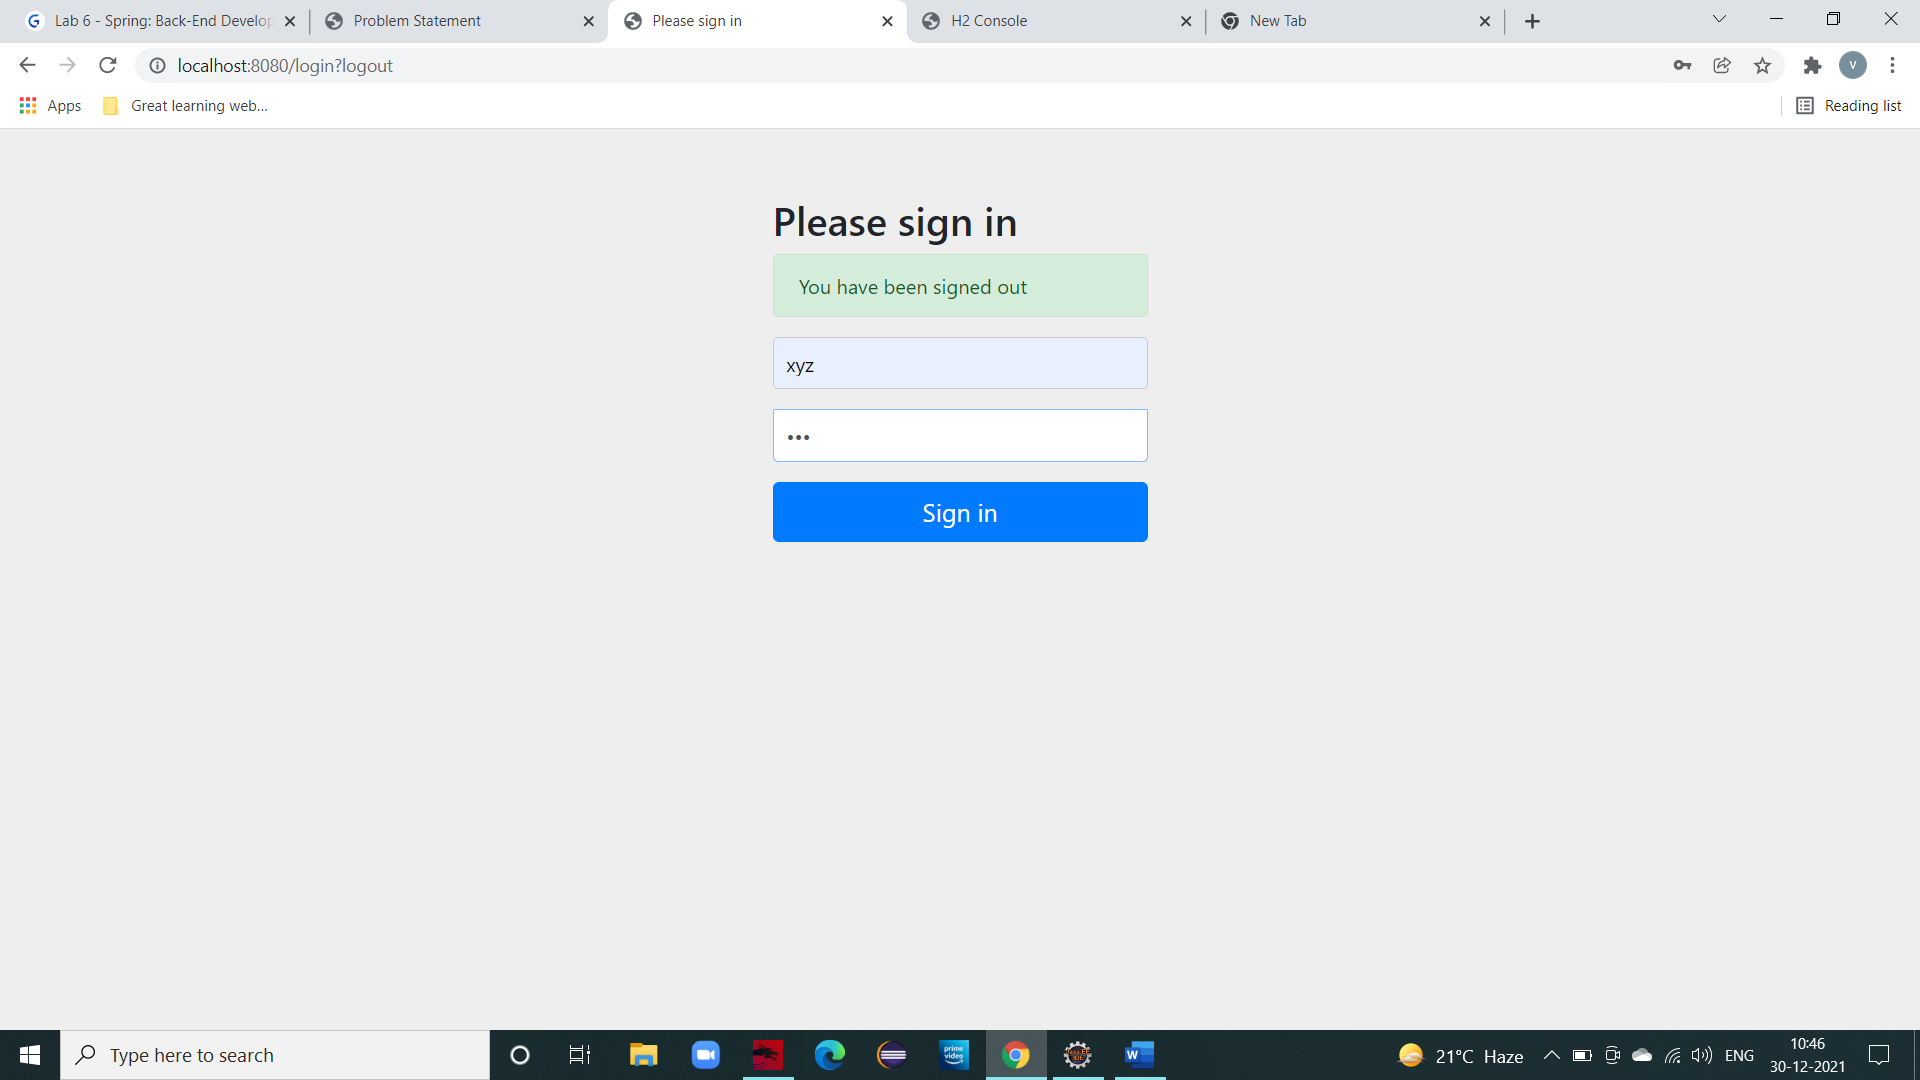 Lab 6 - Spring: Back-End Develop
Problem Statement
Please sign in
H2 Console
New Tab
localhost:8080/login?logout
V
Apps
Great learning web...
Reading list
Please sign in
You have been signed out
xyz
Sign in
Type here to search
prime video
W
21°C Haze
ENG
10:46
30-12-2021